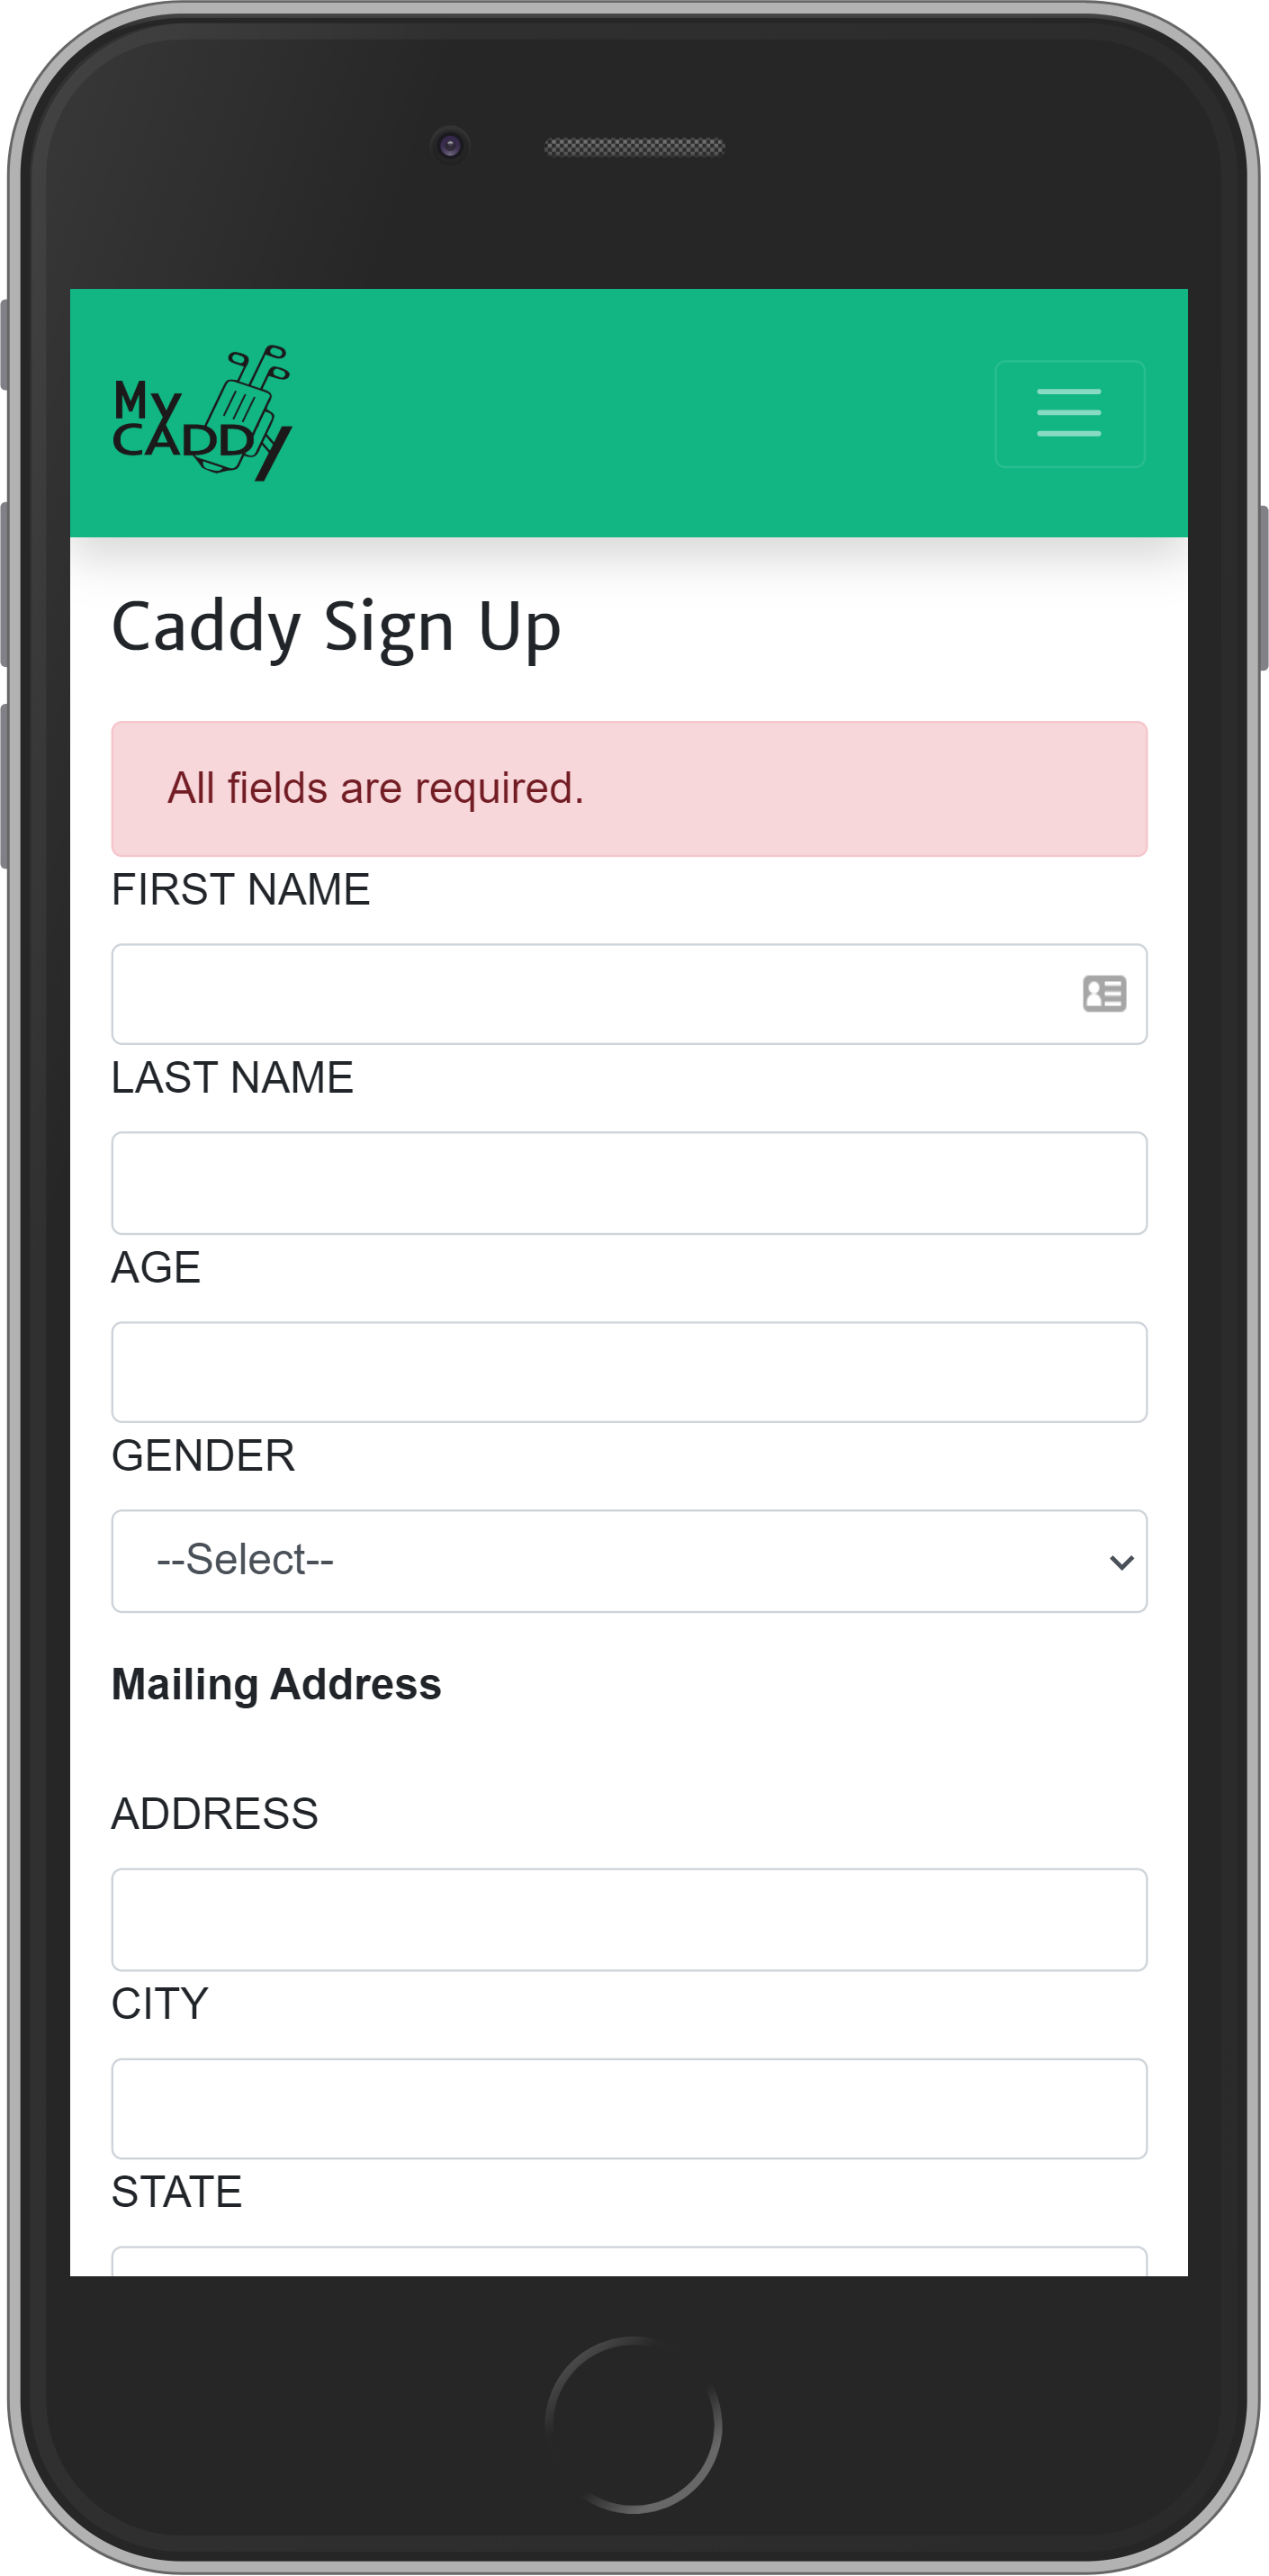 My
CADDY
Caddy Sign Up
All fields are required.
FIRST NAME
LAST NAME
AGE
GENDER
--Select--
Mailing Address
ADDRESS
CITY
STATE